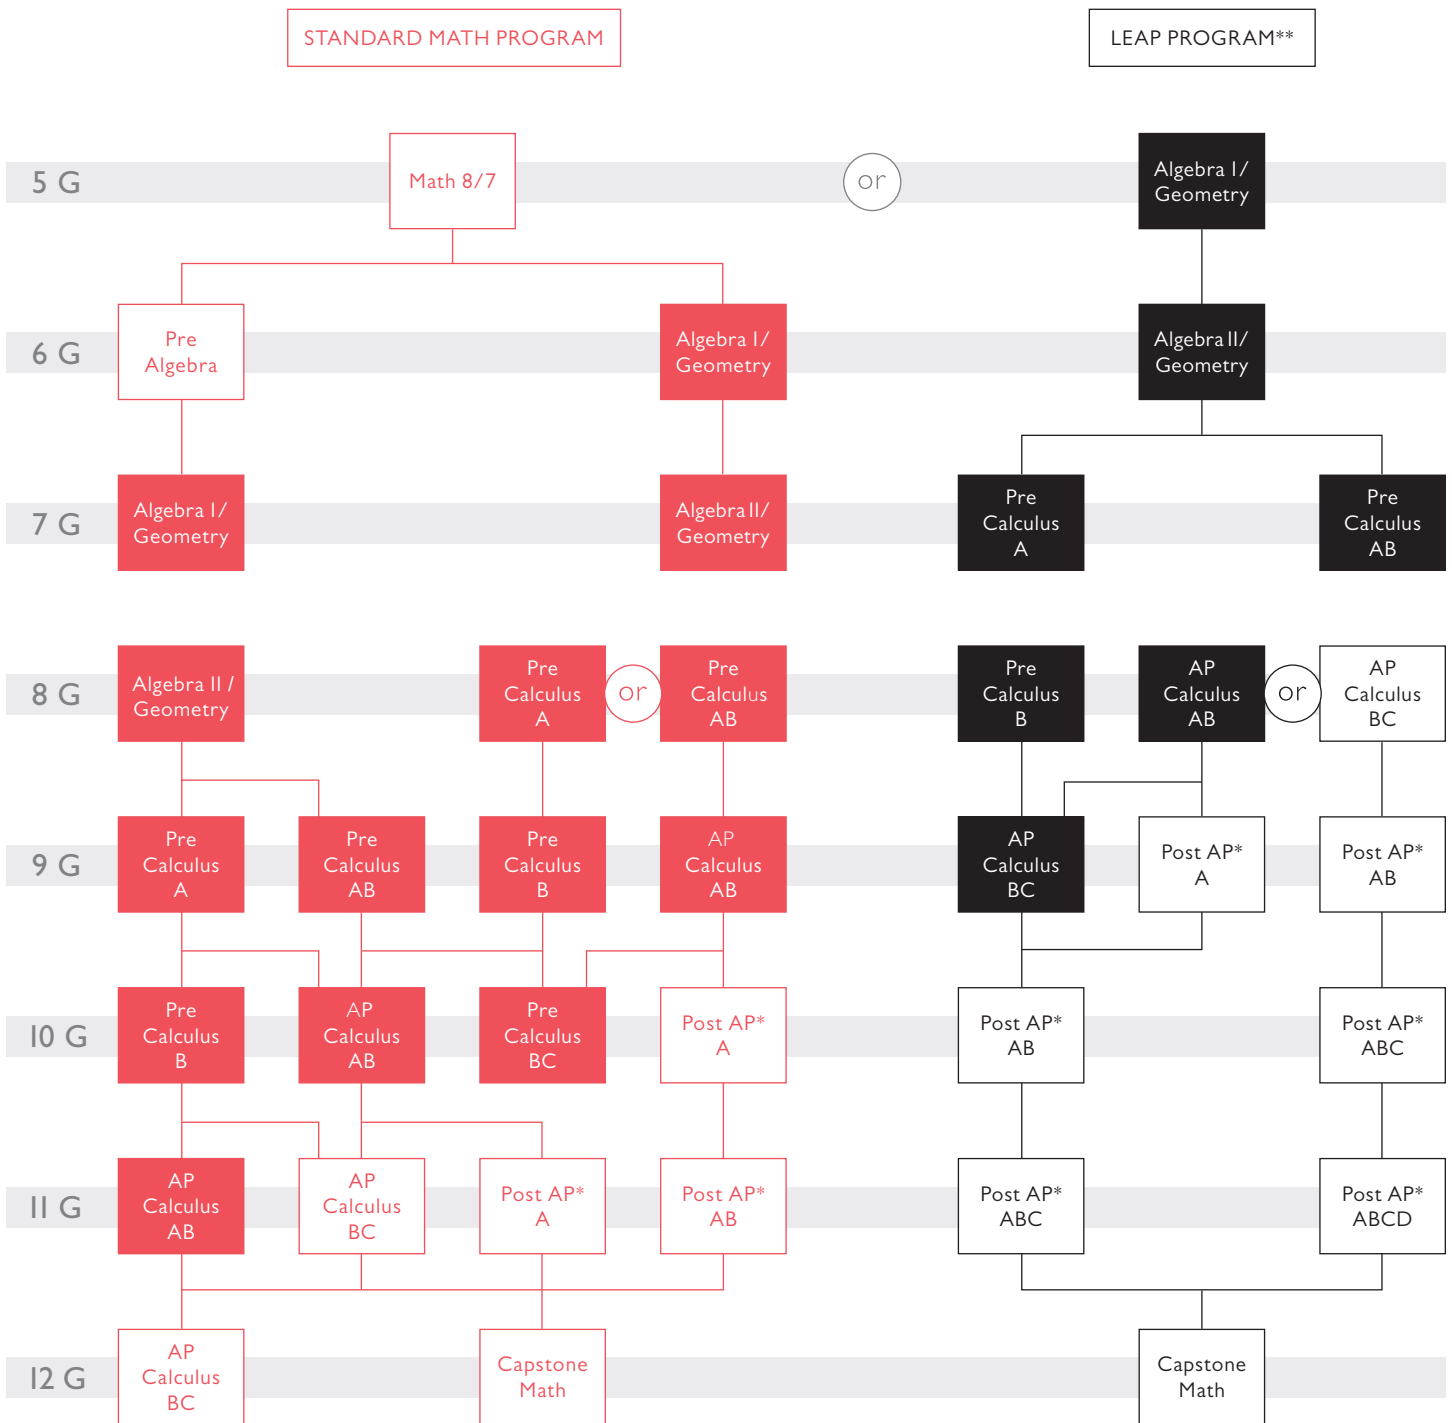 STANDARD MATH PROGRAM
LEAP PROGRAM**
5 G
Math 8/7
or
Algebra I/
Geometry
6 G
Pre
Algebra
Algebra I/
Geometry
Algebra II/
Geometry
7 G
Algebra I/
Geometry
Algebra II/
Geometry
Pre
Calculus
A
Pre
Calculus
AB
8 G
Algebra II /
Geometry
Pre
Calculus
A
or
Pre
Calculus
AB
Pre
Calculus
B
AP
Calculus
AB
or
AP
Calculus
BC
9 G
Pre
Calculus
A
Pre
Calculus
AB
Pre
Calculus
B
AP
Calculus
AB
AP
Calculus
BC
Post AP*
A
Post AP*
AB
10 G
Pre
Calculus
B
AP
Calculus
AB
Pre
Calculus
BC
Post AP*
A
Post AP*
AB
Post AP*
ABC
11 G
AP
Calculus
AB
AP
Calculus
BC
Post AP*
A
Post AP*
AB
Post AP*
ABC
Post AP*
ABCD
12 G
AP
Calculus
BC
Capstone
Math
Capstone
Math